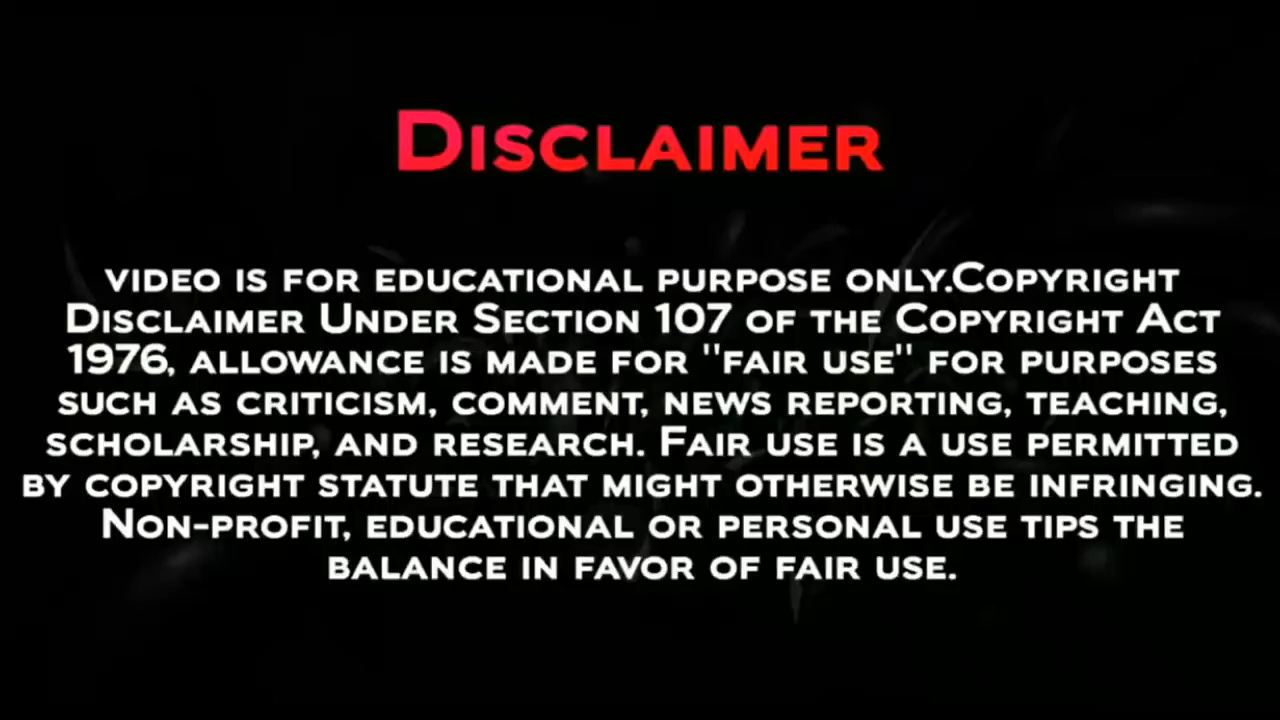 Disclaimer
video is for educational purpose only.Copyright
Disclaimer Under Section 107 of the Copyright Act
1976, allowance is made for "fair use" for purposes
such as criticism, comment, news reporting, teaching,
scholarship, and research. Fair use is a use permitted
by copyright statute that might otherwise be infringing.
Non-profit, educational or personal use tips the
balance in favor of fair use.